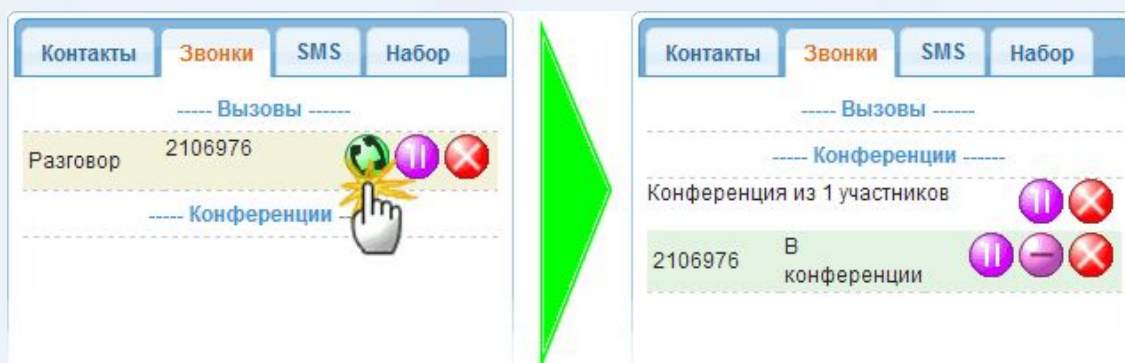 Контакты Звонки SMS Набор
----- Вызовы ------
Разговор 2106976
----- Конференции --
Контакты Звонки SMS Набор
----- Вызовы ------
----- Конференции ------
Конференция из 1 участников
2106976 В
конференции